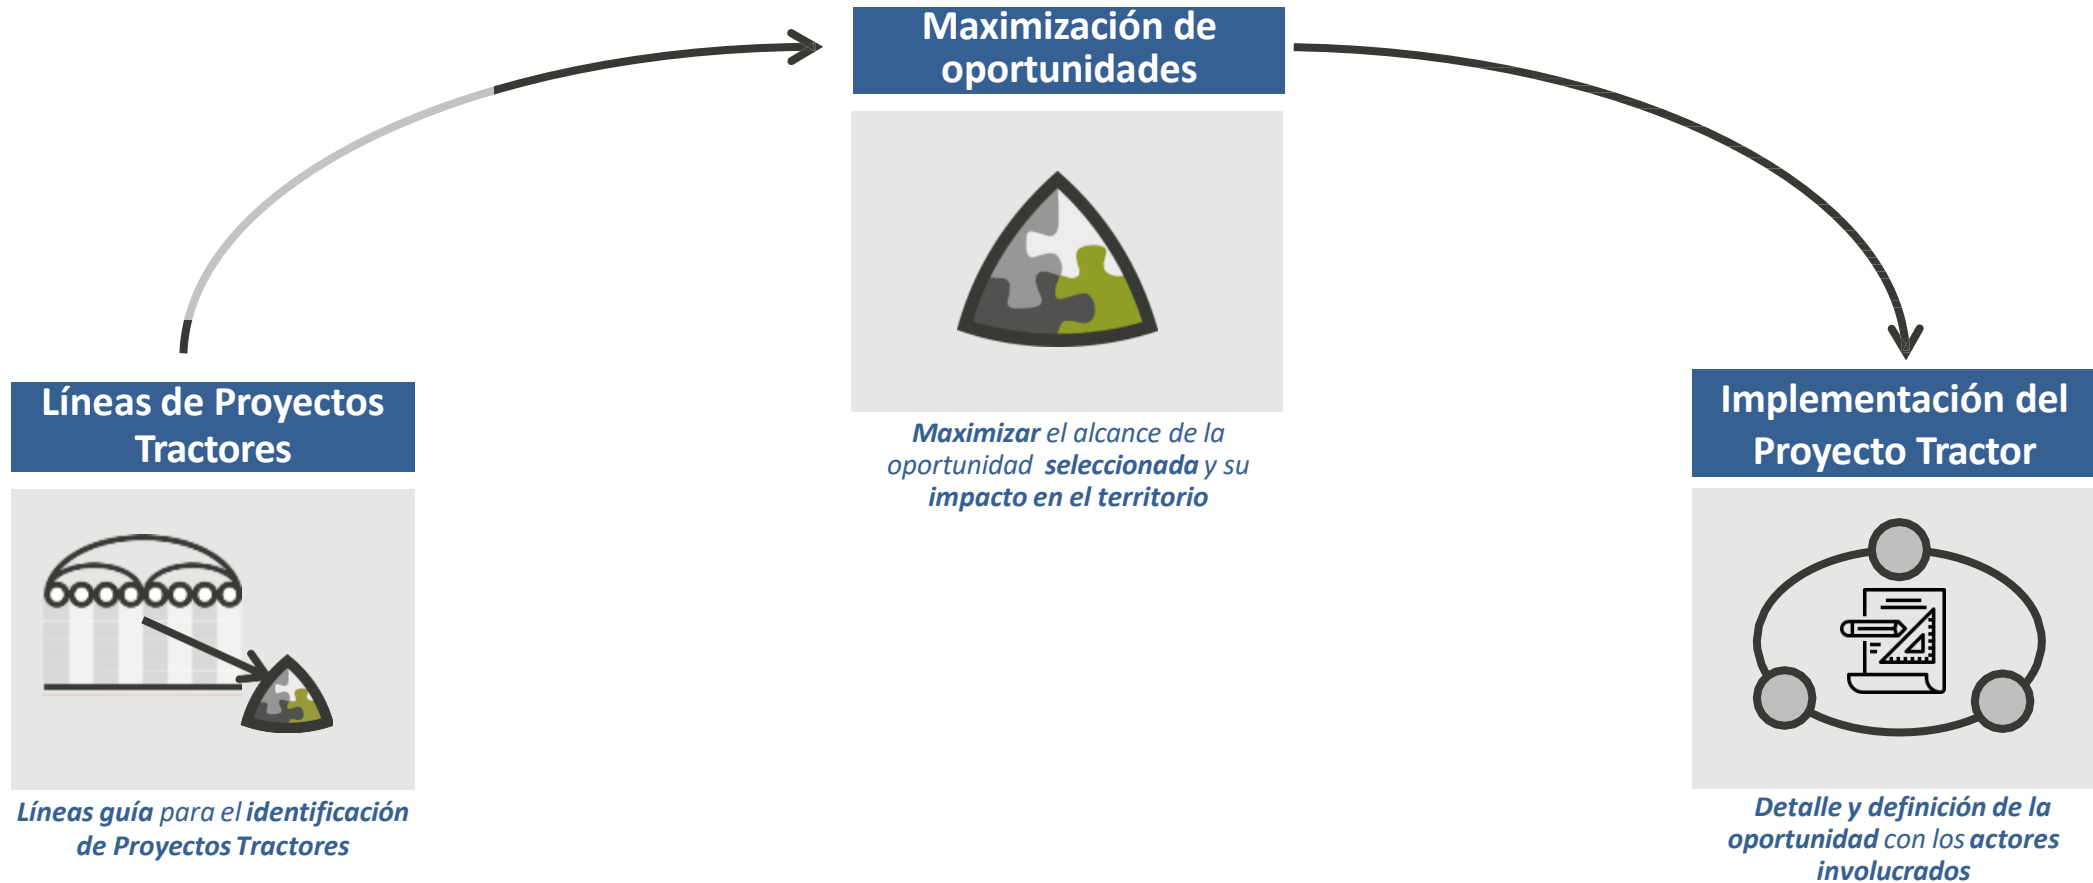 Maximización de
oportunidades
Maximizar el alcance de la
oportunidad seleccionada y su
impacto en el territorio
Líneas de Proyectos
Tractores
Líneas guía para el identificación
de Proyectos Tractores
Implementación del
Proyecto Tractor
Detalle y definición de la
oportunidad con los actores
involucrados